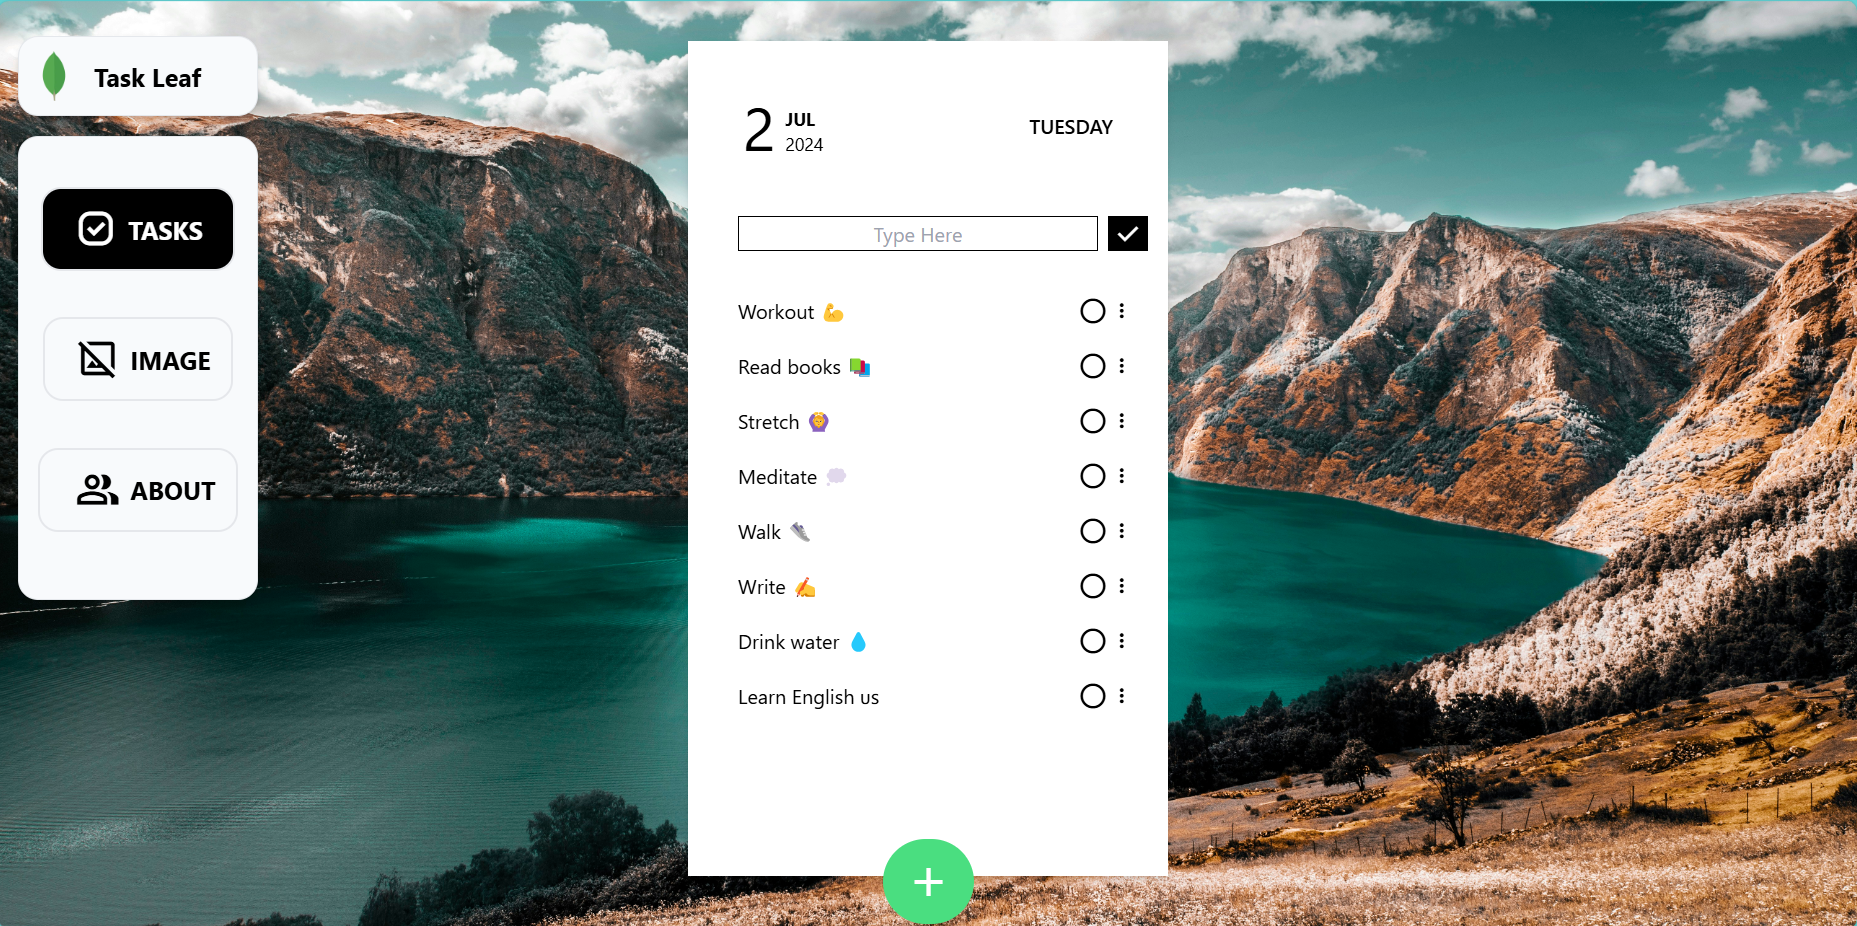 Task Leaf
TASKS
IMAGE
ABOUT
2
JUL
2024
TUESDAY
Type Here
Workout 💪
Read books 📚
Stretch 🙆
Meditate 💭
Walk 👟
Write ✍️
Drink water 💧
Learn English us